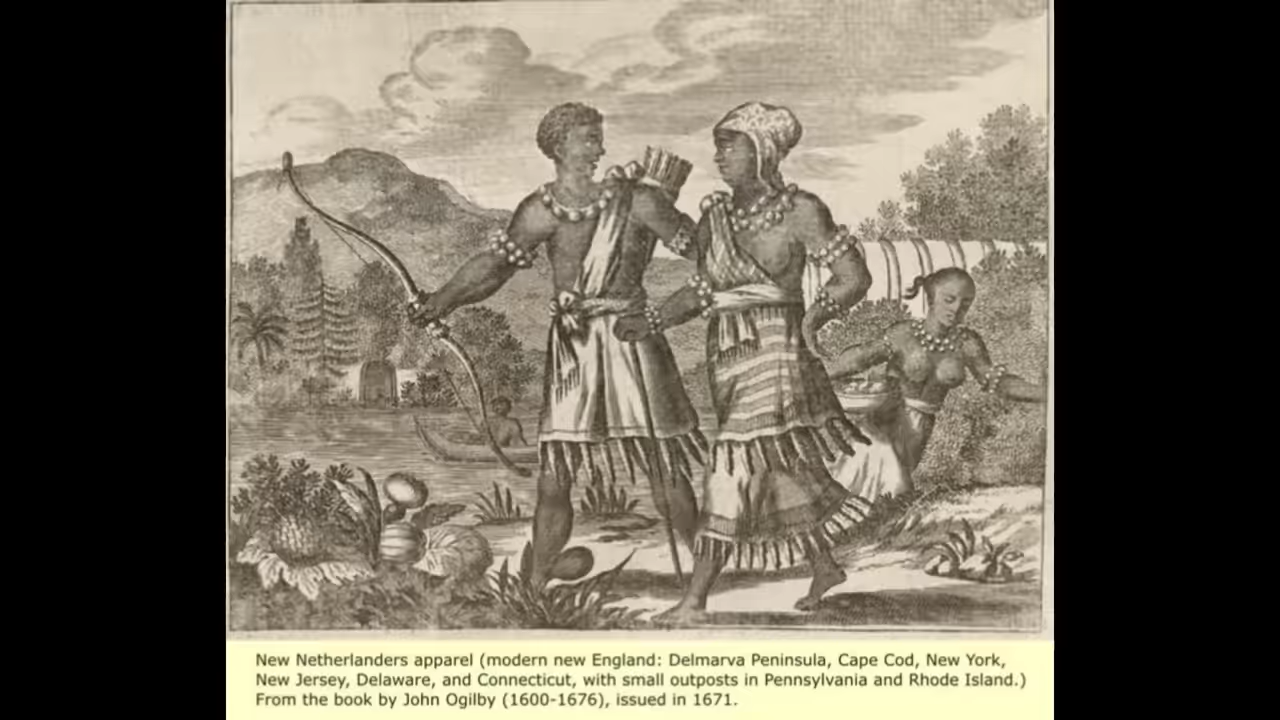 New Netherlanders apparel (modern new England: Delmarva Peninsula, Cape Cod, New York,
New Jersey, Delaware, and Connecticut, with small outposts in Pennsylvania and Rhode Island.)
From the book by John Ogilby (1600-1676), issued in 1671.